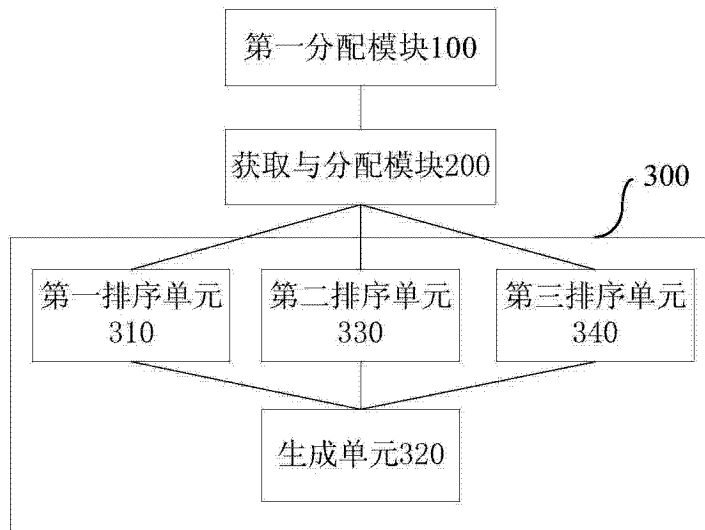 第一分配模块100
获取与分配模块200
300
第一排序单元
310
第二排序单元
330
第三排序单元
340
生成单元320